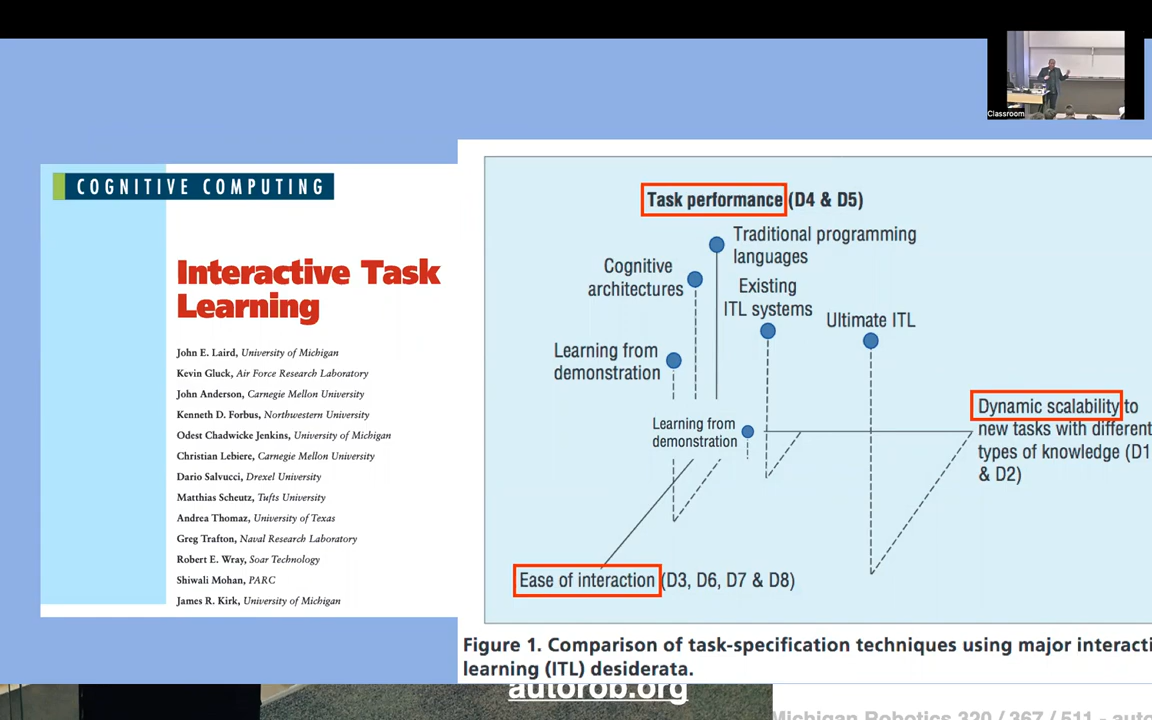 Classroom
COGNITIVE COMPUTING
Interactive Task
Learning
John E. Laird, University of Michigan
Kevin Gluck, Air Force Research Laboratory
John Anderson, Carnegie Mellon University
Kenneth D. Forbus, Northwestern University
Odest Chadwicke Jenkins, University of Michigan
Christian Lebiere, Carnegie Mellon University
Dario Salvucci, Drexel University
Matthias Scheutz, Tufts University
Andrea Thomaz, University of Texas
Greg Trafton, Naval Research Laboratory
Robert E. Wray, Soar Technology
Shiwali Mohan, PARC
James R. Kirk, University of Michigan
Task performance (D4 & D5)
Traditional programming
languages
Cognitive
architectures
Existing
ITL systems
Ultimate ITL
Learning from
demonstration
Learning from
demonstration
Dynamic scalability to
new tasks with different
types of knowledge (D1
& D2)
Ease of interaction (D3, D6, D7 & D8)
Figure 1. Comparison of task-specification techniques using major interacti
learning (ITL) desiderata.
autorob.org
Michigan Robotics 320 / 367 / 511 - auto